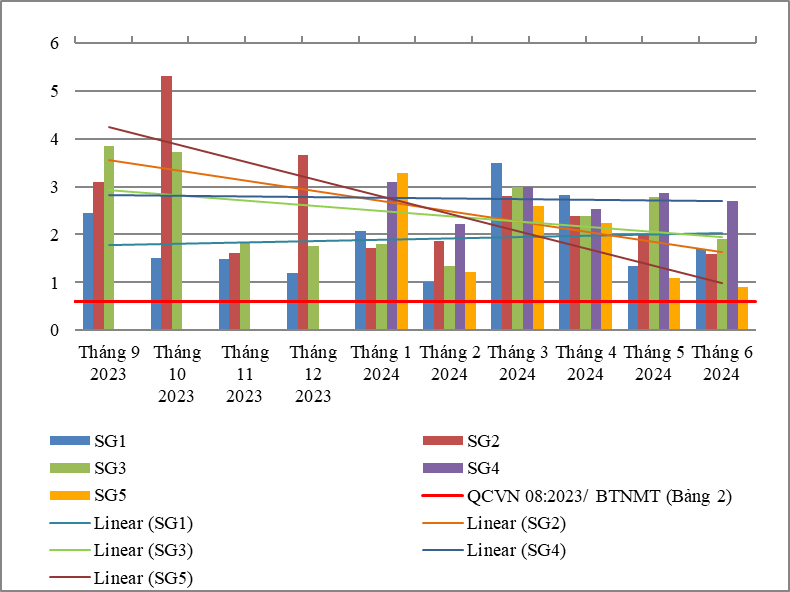 6
5
4
3
2
1
0
Tháng 9 2023
Tháng 10 2023
Tháng 11 2023
Tháng 12 2023
Tháng 1 2024
Tháng 2 2024
Tháng 3 2024
Tháng 4 2024
Tháng 5 2024
Tháng 6 2024
SG1
SG2
SG3
SG4
SG5
QCVN 08:2023/ BTNMT (Bảng 2)
Linear (SG1)
Linear (SG2)
Linear (SG3)
Linear (SG4)
Linear (SG5)